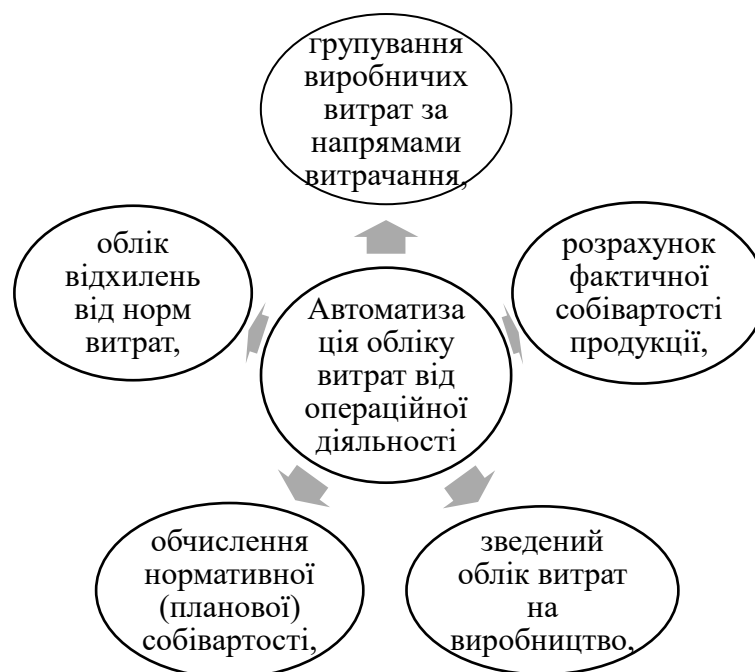 групування
виробничих
витрат за
напрямами
витрачання,
облік
відхилень
від норм
витрат,
розрахунок
фактичної
собівартості
продукції,
Автоматиза
ція обліку
витрат від
операційної
діяльності
обчислення
нормативної
(планової)
собівартості,
зведений
облік витрат
на
виробництво,